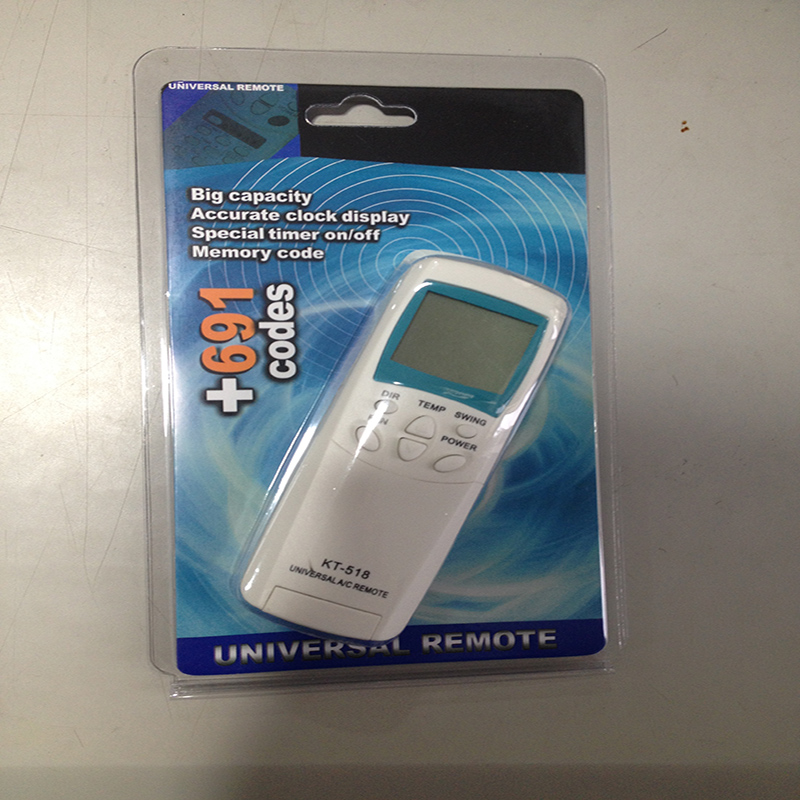 UNIVERSAL REMOTE
Big capacity
Accurate clock display
Special timer on/off
Memory code
+691
codes
DIR
TEMP
SWING
POWER
KT-518
UNIVERSAL A/C REMOTE
UNIVERSAL REMOTE